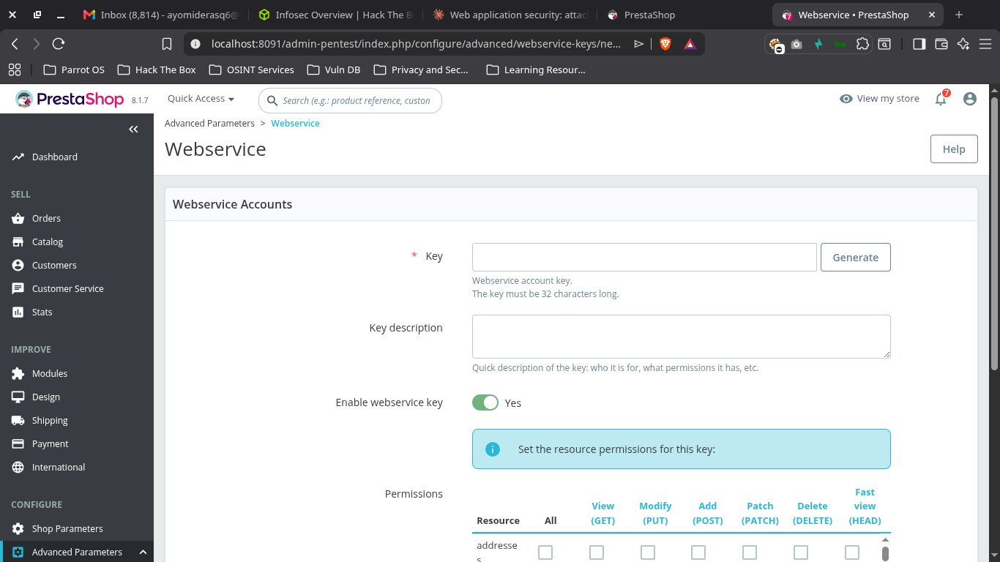 Inbox (8,814) - ayomiderasq6@
Infosec Overview | Hack The B
Web application security: attac
PrestaShop
Webservice • PrestaShop
localhost:8091/admin-pentest/index.php/configure/advanced/webservice-keys/ne...
Parrot OS
Hack The Box
OSINT Services
Vuln DB
Privacy and Sec...
Learning Resour...
PrestaShop 8.1.7
Quick Access
Search (e.g.: product reference, custon
View my store
7
Advanced Parameters > Webservice
Webservice
Help
Dashboard
SELL
Orders
Catalog
Customers
Customer Service
Stats
IMPROVE
Modules
Design
Shipping
Payment
International
CONFIGURE
Shop Parameters
Advanced Parameters
Webservice Accounts
* Key
Generate
Webservice account key.
The key must be 32 characters long.
Key description
Quick description of the key: who it is for, what permissions it has, etc.
Enable webservice key
Yes
Set the resource permissions for this key:
Permissions
Resource
All
View
(GET)
Modify
(PUT)
Add
(POST)
Patch
(PATCH)
Delete
(DELETE)
Fast
view
(HEAD)
addresse
s